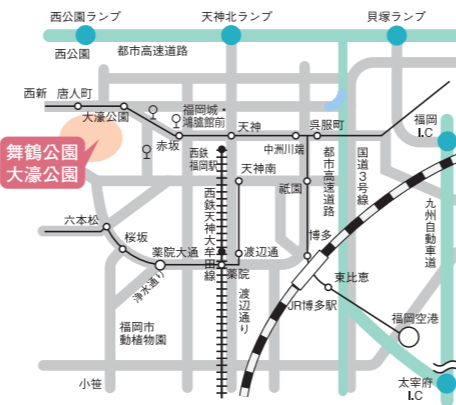 西公園ランプ
天神北ランプ
貝塚ランプ
西公園
都市高速道路
西新
唐人町
大濠公園
福岡城・
鴻臚館前
赤坂
天神
中洲川端
呉服町
福岡
I.C
舞鶴公園
大濠公園
西鉄
福岡駅
天神南
祇園
都市高速道路
国道3号線
九州自動車道
西鉄天神大牟田線
六本松
桜坂
薬院大通
渡辺通
博多
浄水通り
薬院
渡辺通り
東比恵
JR博多駅
福岡空港
福岡市
動植物園
小笹
太宰府
I.C